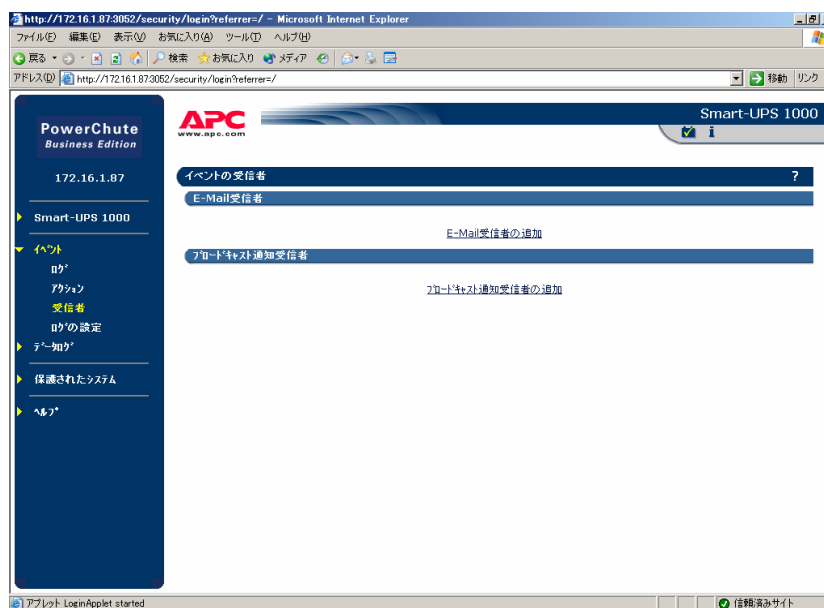 http://172.16.1.87:3052/security/login?referrer=/ - Microsoft Internet Explorer
ファイル(F) 編集(E) 表示(V) お気に入り(A) ツール(T) ヘルプ(H)
戻る 検索 お気に入り メディア
アドレス(D) http://172.16.1.87:3052/security/login?referrer=/ 移動 リンク
PowerChute
Business Edition
172.16.1.87
Smart-UPS 1000
ｲﾍﾞﾝﾄ
ﾛｸﾞ
ｱｸｼｮﾝ
受信者
ﾛｸﾞの設定
ﾃﾞｰﾀﾛｸﾞ
保護されたｼｽﾃﾑ
ﾍﾙﾌﾟ
APC
www.apc.com
Smart-UPS 1000
i
ｲﾍﾞﾝﾄの受信者 ?
E-Mail受信者
E-Mail受信者の追加
ﾌﾞﾛｰﾄﾞｷｬｽﾄ通知受信者
ﾌﾞﾛｰﾄﾞｷｬｽﾄ通知受信者の追加
アプレット LoginApplet started 信頼済みサイト